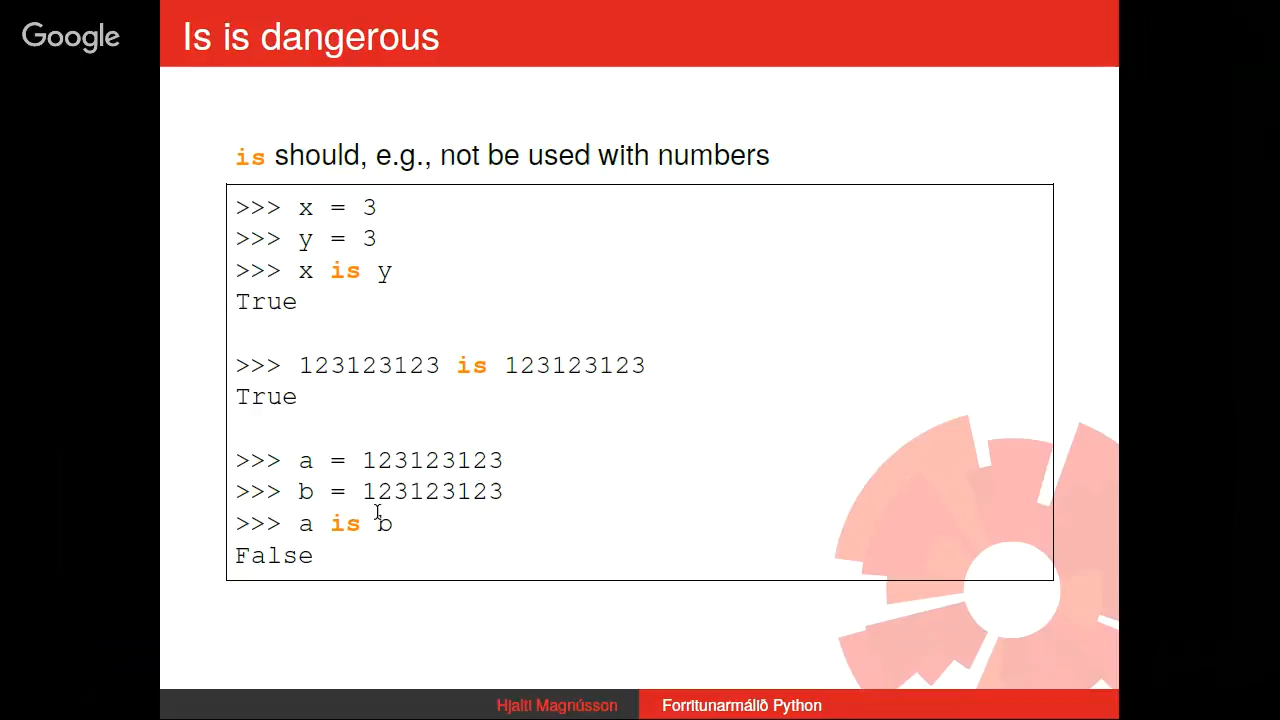 Google
Is is dangerous
is should, e.g., not be used with numbers
>>> x = 3
>>> y = 3
>>> x is y
True
>>> 123123123 is 123123123
True
>>> a = 123123123
>>> b = 123123123
>>> a is b
False
Hjalti Magnússon
Forritunarmálið Python